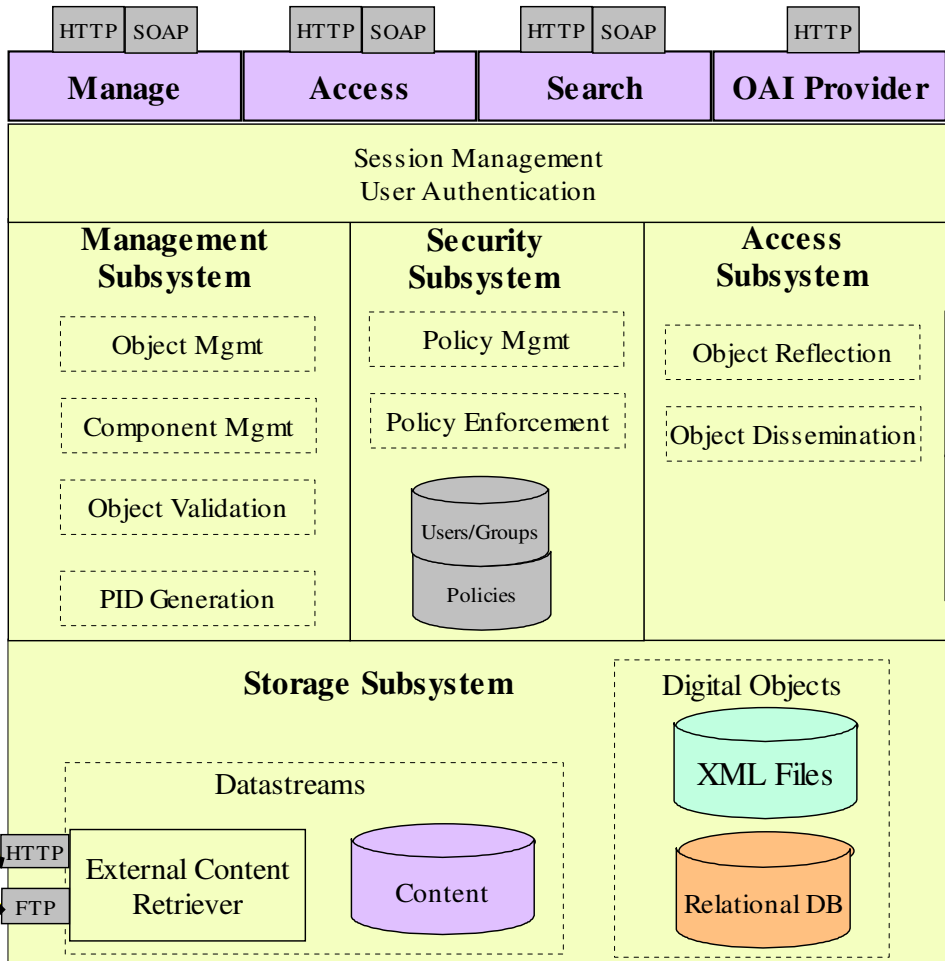 HTTP SOAP HTTP SOAP HTTP SOAP HTTP
Manage Access Search OAI Provider
Session Management
User Authentication
Management
Subsystem
Object Mgmt
Component Mgmt
Object Validation
PID Generation
Security
Subsystem
Policy Mgmt
Policy Enforcement
Users/Groups
Policies
Access
Subsystem
Object Reflection
Object Dissemination
Storage Subsystem
Datastreams
HTTP
FTP
External Content
Retriever
Content
Digital Objects
XML Files
Relational DB